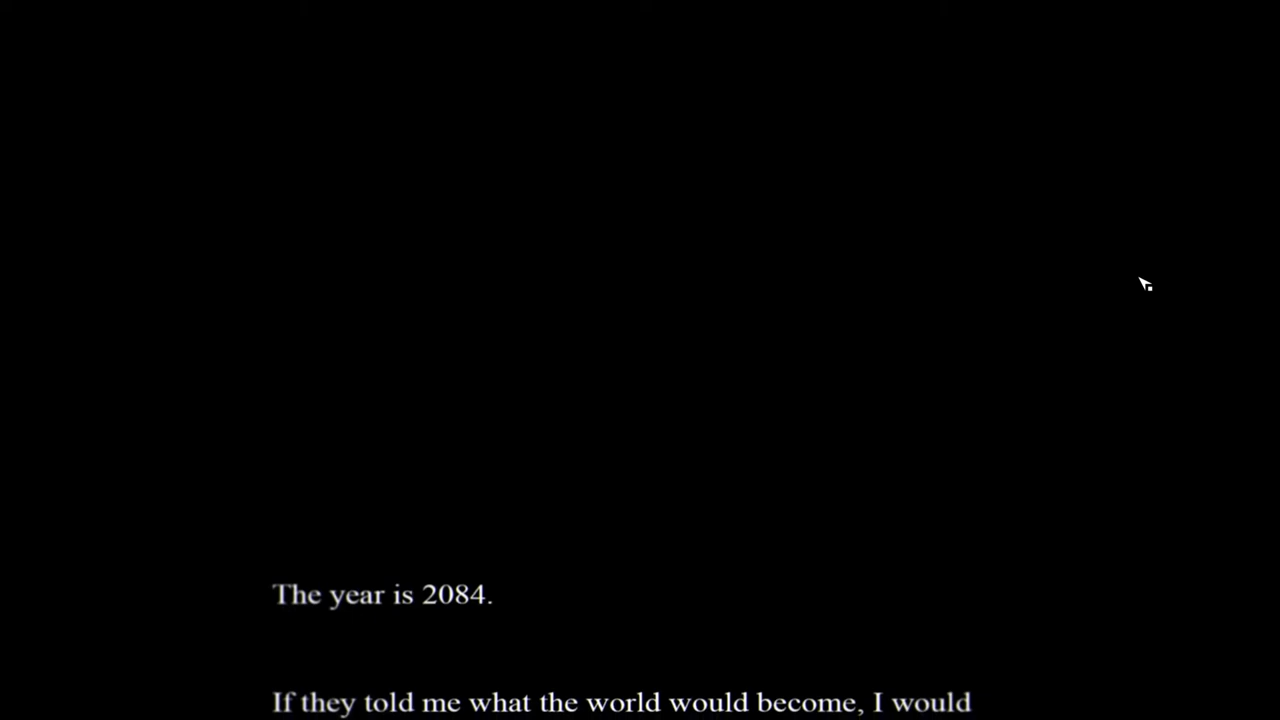 The year is 2084.
If they told me what the world would become, I would